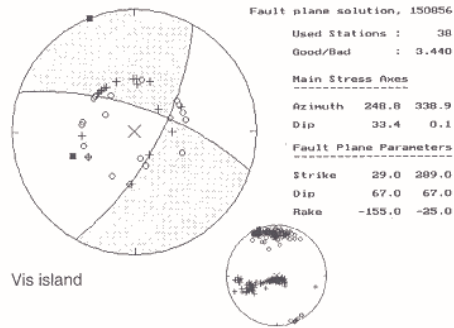 Fault plane solution, 150856
Used Stations : 38
Good/Bad : 3.440
Main Stress Axes
Azimuth 248.8 338.9
Dip 33.4 0.1
Fault Plane Parameters
Strike 29.0 289.0
Dip 67.0 67.0
Rake -155.0 -25.0
Vis island